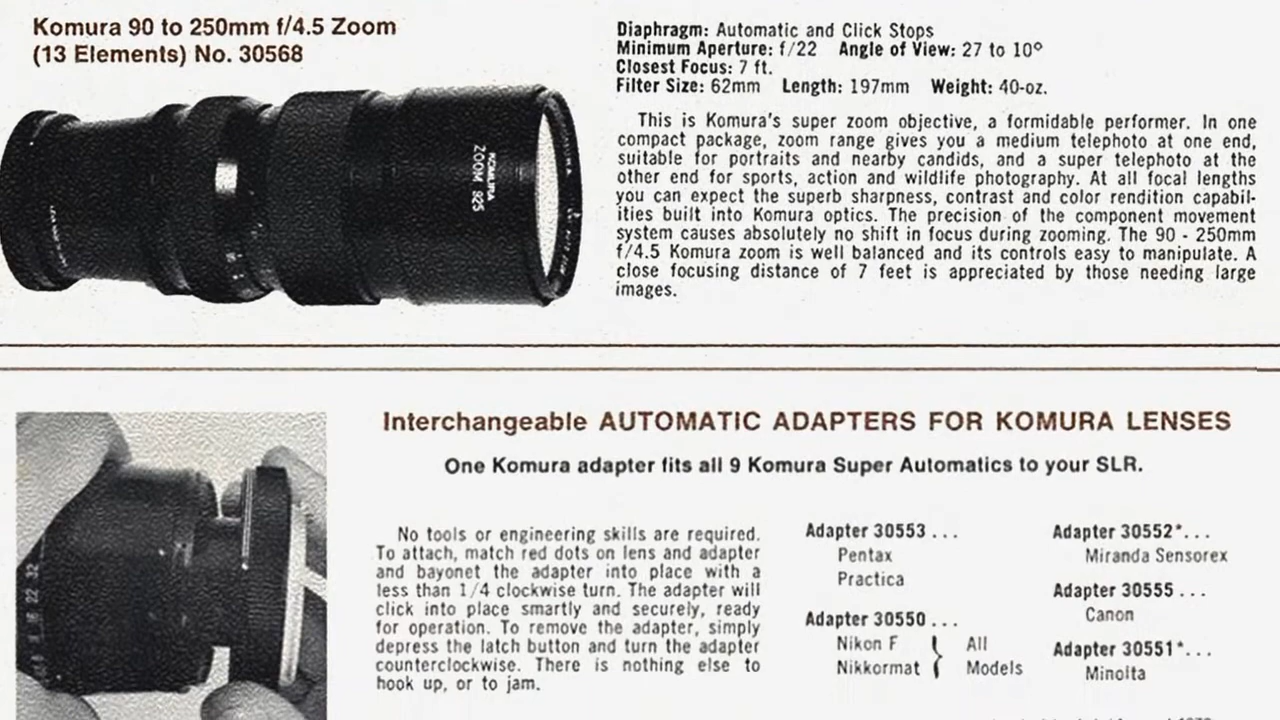 Komura 90 to 250mm f/4.5 Zoom
(13 Elements) No. 30568
KOMURA
ZOOM 925
Diaphragm: Automatic and Click Stops
Minimum Aperture: f/22 Angle of View: 27 to 10°
Closest Focus: 7 ft.
Filter Size: 62mm Length: 197mm Weight: 40-oz.
This is Komura's super zoom objective, a formidable performer. In one
compact package, zoom range gives you a medium telephoto at one end,
suitable for portraits and nearby candids, and a super telephoto at the
other end for sports, action and wildlife photography. At all focal lengths
you can expect the superb sharpness, contrast and color rendition capabil-
ities built into Komura optics. The precision of the component movement
system causes absolutely no shift in focus during zooming. The 90 - 250mm
f/4.5 Komura zoom is well balanced and its controls easy to manipulate. A
close focusing distance of 7 feet is appreciated by those needing large
images.
Interchangeable AUTOMATIC ADAPTERS FOR KOMURA LENSES
One Komura adapter fits all 9 Komura Super Automatics to your SLR.
No tools or engineering skills are required.
To attach, match red dots on lens and adapter
and bayonet the adapter into place with a
less than 1/4 clockwise turn. The adapter will
click into place smartly and securely, ready
for operation. To remove the adapter, simply
depress the latch button and turn the adapter
counterclockwise. There is nothing else to
hook up, or to jam.
Adapter 30553 . . .
Pentax
Practica
Adapter 30550 . . .
Nikon F } All
Nikkormat } Models
Adapter 30552* . . .
Miranda Sensorex
Adapter 30555 . . .
Canon
Adapter 30551* . . .
Minolta